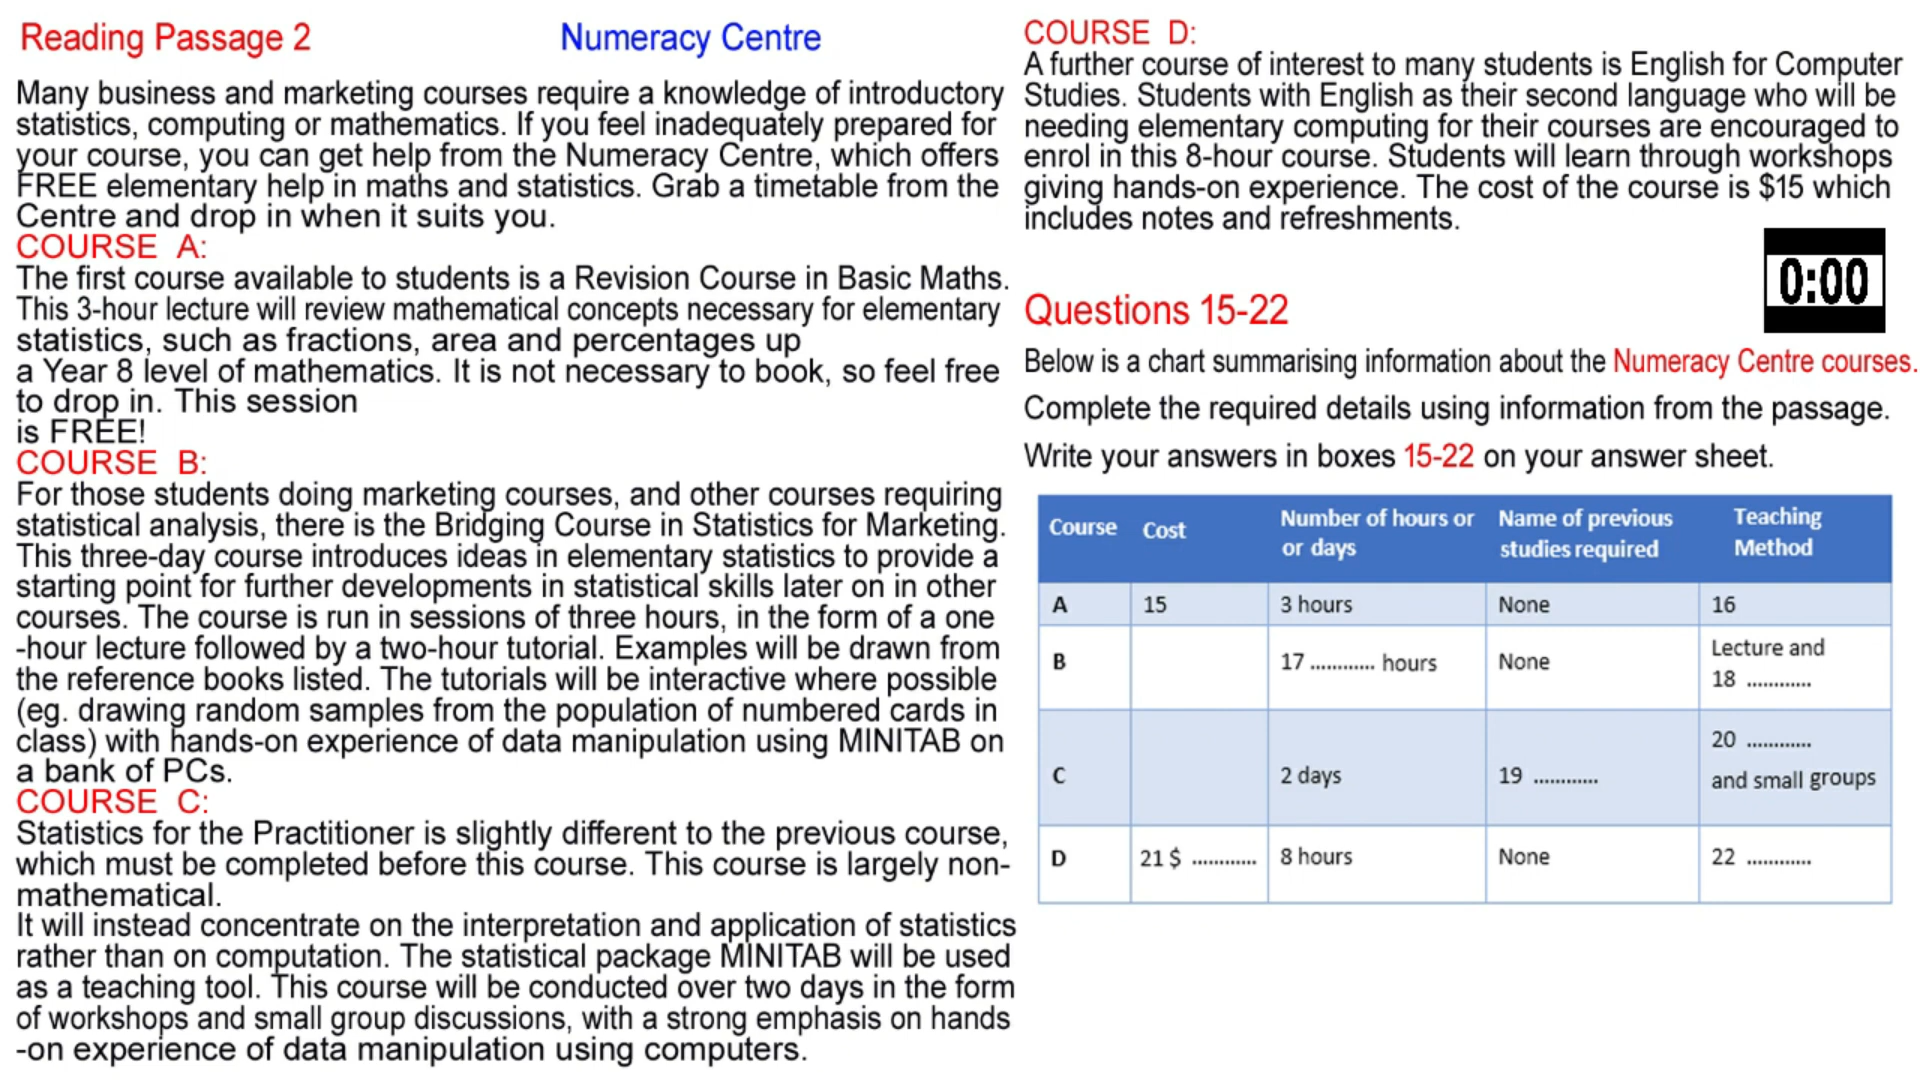 Reading Passage 2
Numeracy Centre
Many business and marketing courses require a knowledge of introductory
statistics, computing or mathematics. If you feel inadequately prepared for
your course, you can get help from the Numeracy Centre, which offers
FREE elementary help in maths and statistics. Grab a timetable from the
Centre and drop in when it suits you.
COURSE A:
The first course available to students is a Revision Course in Basic Maths.
This 3-hour lecture will review mathematical concepts necessary for elementary
statistics, such as fractions, area and percentages up
a Year 8 level of mathematics. It is not necessary to book, so feel free
to drop in. This session
is FREE!
COURSE B:
For those students doing marketing courses, and other courses requiring
statistical analysis, there is the Bridging Course in Statistics for Marketing.
This three-day course introduces ideas in elementary statistics to provide a
starting point for further developments in statistical skills later on in other
courses. The course is run in sessions of three hours, in the form of a one
-hour lecture followed by a two-hour tutorial. Examples will be drawn from
the reference books listed. The tutorials will be interactive where possible
(eg. drawing random samples from the population of numbered cards in
class) with hands-on experience of data manipulation using MINITAB on
a bank of PCs.
COURSE C:
Statistics for the Practitioner is slightly different to the previous course,
which must be completed before this course. This course is largely non-
mathematical.
It will instead concentrate on the interpretation and application of statistics
rather than on computation. The statistical package MINITAB will be used
as a teaching tool. This course will be conducted over two days in the form
of workshops and small group discussions, with a strong emphasis on hands
-on experience of data manipulation using computers.
COURSE D:
A further course of interest to many students is English for Computer
Studies. Students with English as their second language who will be
needing elementary computing for their courses are encouraged to
enrol in this 8-hour course. Students will learn through workshops
giving hands-on experience. The cost of the course is $15 which
includes notes and refreshments.
0:00
Questions 15-22
Below is a chart summarising information about the Numeracy Centre courses.
Complete the required details using information from the passage.
Write your answers in boxes 15-22 on your answer sheet.
Course
Cost
Number of hours or
or days
Name of previous
studies required
Teaching
Method
A
15
3 hours
None
16
B
17 ............ hours
None
Lecture and
18 ............
C
2 days
19 ............
20 ............
and small groups
D
21 $ ............
8 hours
None
22 ............